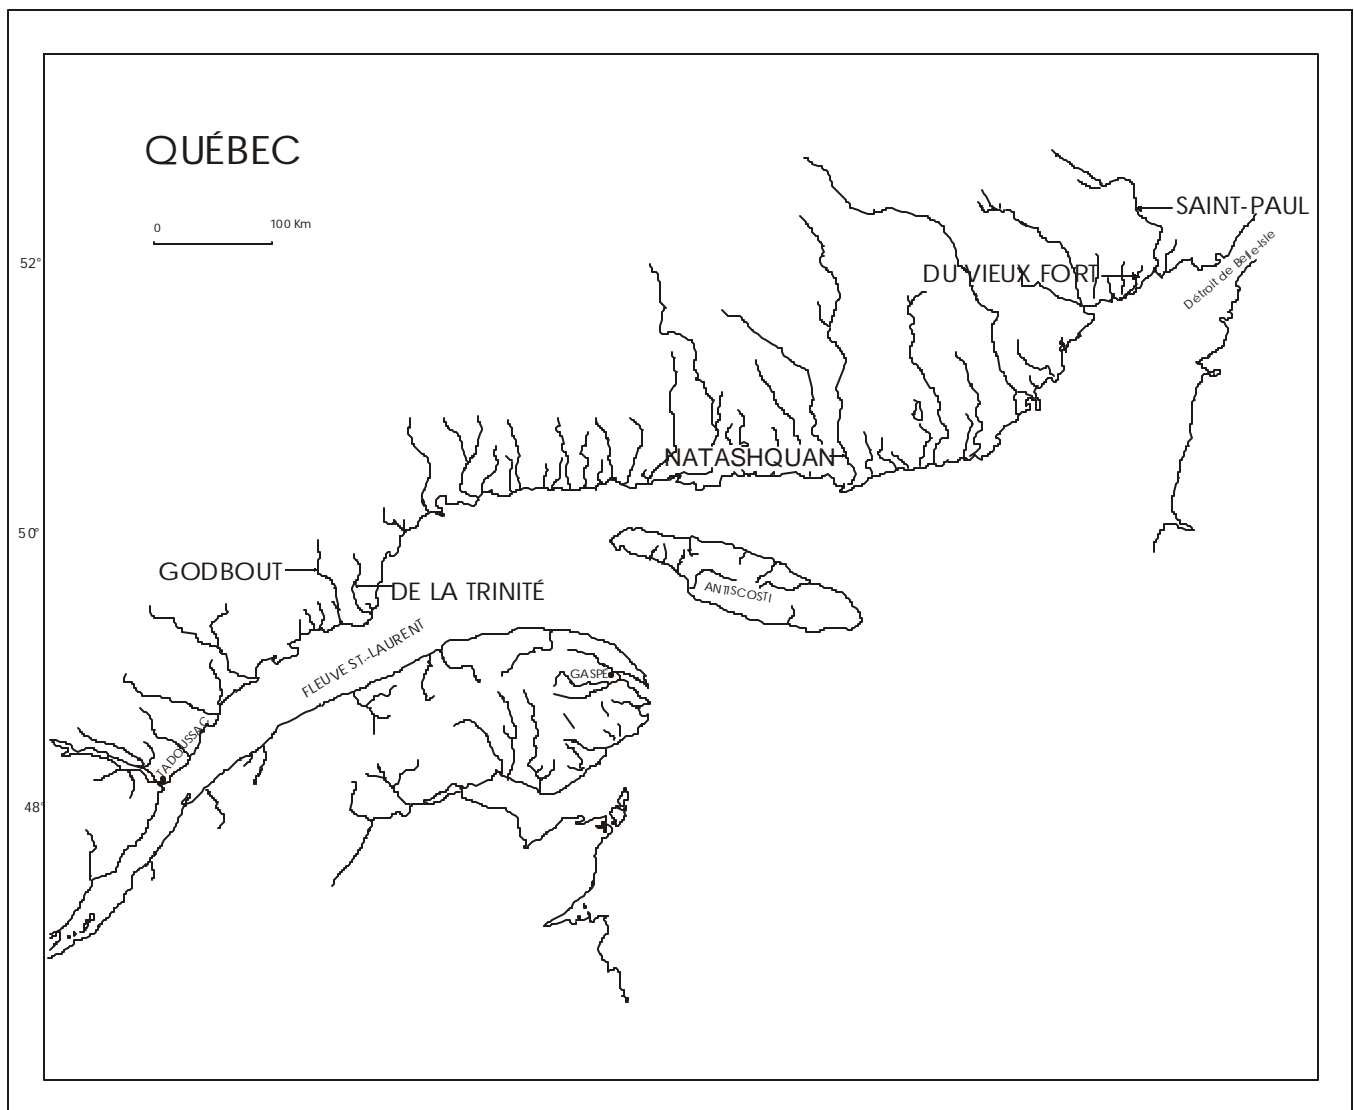 QUÉBEC
0 100 Km
SAINT-PAUL
52°
Détroit de Belle-Isle
DU VIEUX FORT
NATASHQUAN
50°
GODBOUT
DE LA TRINITÉ
ANTISCOSTI
FLEUVE ST.-LAURENT
GASPÉ
TADOUSSAC
48°